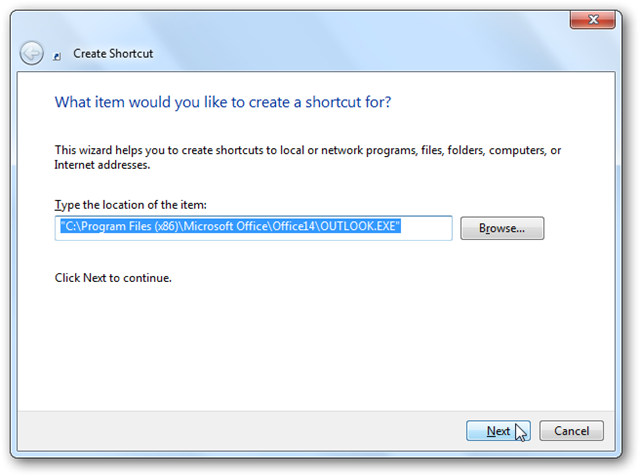 Create Shortcut
What item would you like to create a shortcut for?
This wizard helps you to create shortcuts to local or network programs, files, folders, computers, or
Internet addresses.
Type the location of the item:
"C:\Program Files (x86)\Microsoft Office\Office14\OUTLOOK.EXE"
Browse...
Click Next to continue.
Next
Cancel